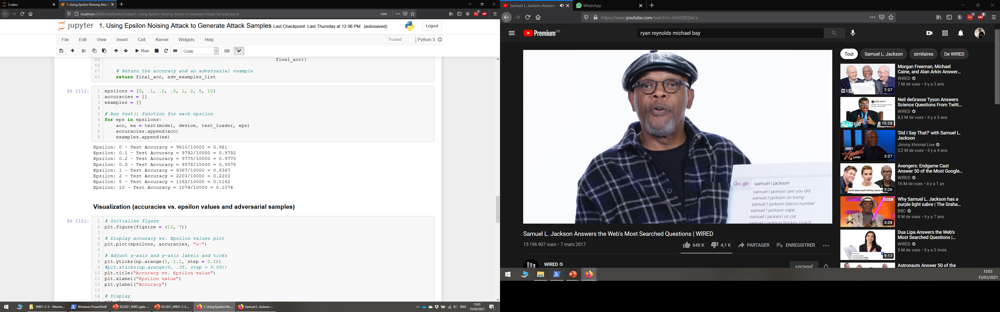 Codes/
1. Using Epsilon Noising Attack
localhost:8888/notebooks/Codes/1. Using Epsilon Noising Attack to Generate Attack Samples.ipynb
130%
jupyter 1. Using Epsilon Noising Attack to Generate Attack Samples Last Checkpoint: Last Thursday at 12:06 PM (autosaved)
Logout
File Edit View Insert Cell Kernel Widgets Help
Trusted Python 3
Run Code
65 final_acc))
66
67 # Return the accuracy and an adversarial example
68 return final_acc, adv_examples_list
In [11]:
1 epsilons = [0, .1, .2, .5, 1, 2, 5, 10]
2 accuracies = []
3 examples = []
4
5 # Run test() function for each epsilon
6 for eps in epsilons:
7 acc, ex = test(model, device, test_loader, eps)
8 accuracies.append(acc)
9 examples.append(ex)
Epsilon: 0 - Test Accuracy = 9810/10000 = 0.981
Epsilon: 0.1 - Test Accuracy = 9792/10000 = 0.9792
Epsilon: 0.2 - Test Accuracy = 9775/10000 = 0.9775
Epsilon: 0.5 - Test Accuracy = 9578/10000 = 0.9578
Epsilon: 1 - Test Accuracy = 6367/10000 = 0.6367
Epsilon: 2 - Test Accuracy = 2203/10000 = 0.2203
Epsilon: 5 - Test Accuracy = 1162/10000 = 0.1162
Epsilon: 10 - Test Accuracy = 1074/10000 = 0.1074
Visualization (accuracies vs. epsilon values and adversarial samples)
In [12]:
1 # Initialize figure
2 plt.figure(figsize = (10, 7))
3
4 # Display accuracy vs. Epsilon values plot
5 plt.plot(epsilons, accuracies, "o-")
6
7 # Adjust x-axis and y-axis labels and ticks
8 plt.yticks(np.arange(0, 1.1, step = 0.1))
9 #plt.xticks(np.arange(0, .35, step = 0.05))
10 plt.title("Accuracy vs. Epsilon value")
11 plt.xlabel("Epsilon value")
12 plt.ylabel("Accuracy")
13
14 # Display
15 plt.show()
W8S1-2-3 - Attacks...
Windows PowerShell
DL2021_W8S1.pptx ...
DL2021_W8S1-2-3....
1. Using Epsilon No...
Samuel L. Jackson ...
ENG
15:03
15/03/2021
1
Samuel L. Jackson Answers
WhatsApp
https://www.youtube.com/watch?v=kSVQtlQtxCs
1
ABP
9
Premium SG
ryan reynolds michael bay
Google samuel l jackson
samuel l jackson yes you did
samuel l jackson on trump
samuel l jackson bacon number
samuel l jackson vape
samuel l jackson vs cat
samuel l jackson hockey coach
Samuel L. Jackson Answers the Web's Most Searched Questions | WIRED
15 196 907 vues • 7 mars 2017
648 K 4,1 K PARTAGER ENREGISTRER
WIRED
ABONNÉ
Tout Samuel L. Jackson similaires De WIRED
7:27
Morgan Freeman, Michael
Caine, and Alan Arkin Answer...
WIRED
7 M de vues • il y a 3 ans
WIRED
10:28
Neil deGrasse Tyson Answers
Science Questions From Twitt...
WIRED
8,3 M de vues • il y a 3 ans
JIMMY
Kimmel
LIVE!
3:27
'Did I Say That?' with Samuel L.
Jackson
Jimmy Kimmel Live
3,2 M de vues • il y a 4 ans
what does each infinity stone do
7:26
Avengers: Endgame Cast
Answer 50 of the Most Google...
WIRED
16 M de vues • il y a 1 an
BBC
3:08
Why Samuel L. Jackson has a
purple light sabre | The Graha...
BBC
8 M de vues • il y a 7 ans
9:17
Dua Lipa Answers the Web's
Most Searched Questions |...
WIRED
5 M de vues • il y a 2 mois
Astronauts Answer 50 of the
15:03
15/03/2021